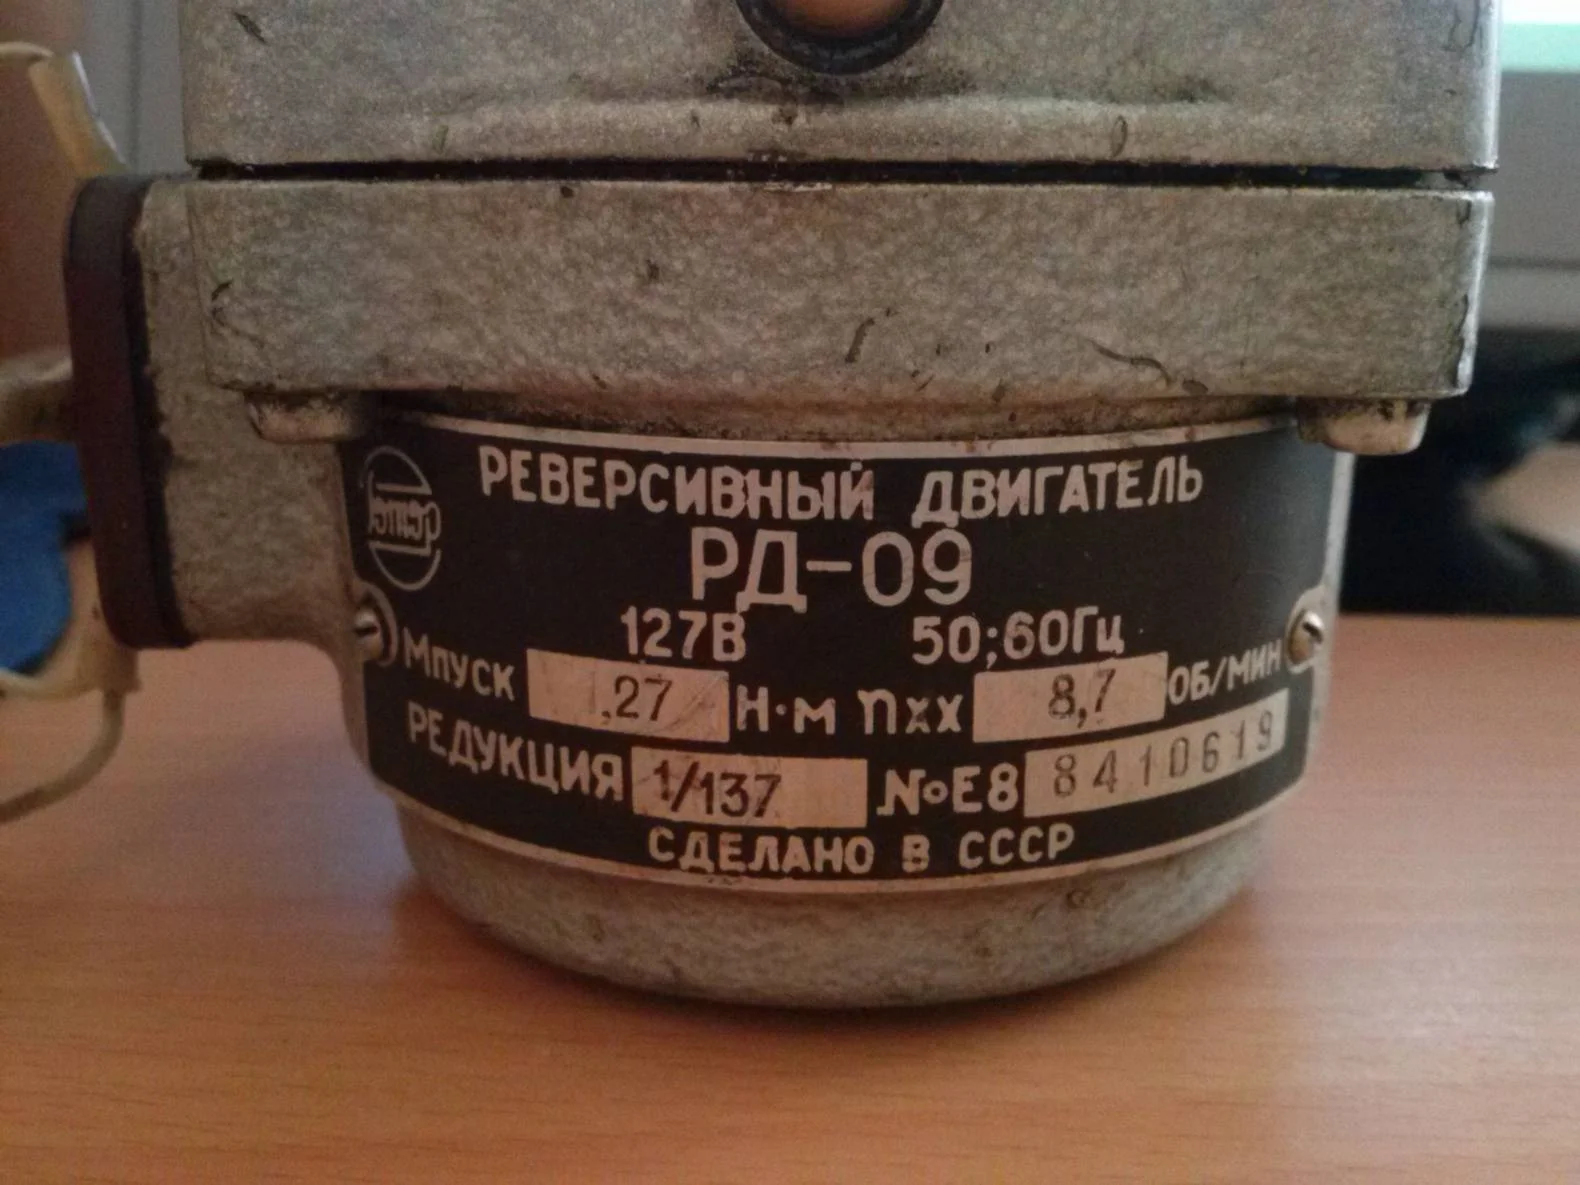 РЕВЕРСИВНЫЙ ДВИГАТЕЛЬ
РД-09
127В 50;60Гц
Мпуск 1,27 Н·м nхх 8,7 ОБ/МИН
РЕДУКЦИЯ 1/137 №Е8 8410619
СДЕЛАНО В СССР